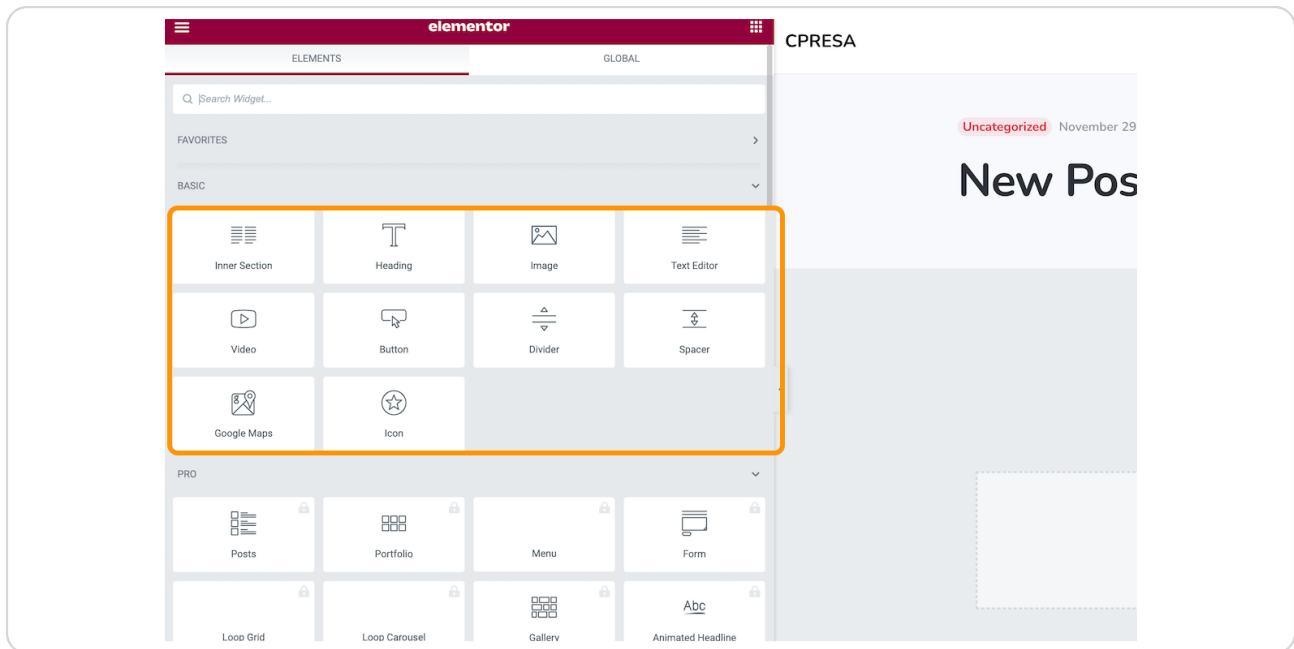 elementor
CPRESA
ELEMENTS
GLOBAL
Search Widget...
Uncategorized November 29
FAVORITES
New Pos
BASIC
Inner Section
Heading
Image
Text Editor
Video
Button
Divider
Spacer
Google Maps
Icon
PRO
Posts
Portfolio
Menu
Form
Abc
Loop Grid
Loop Carousel
Gallery
Animated Headline